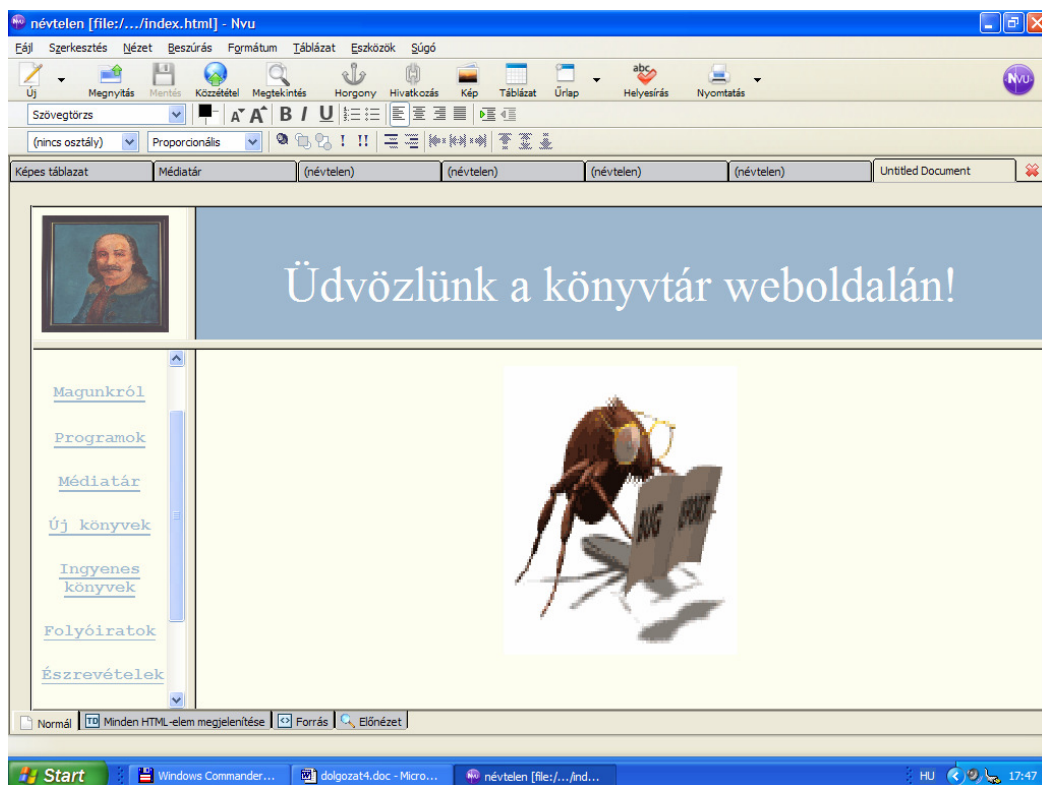 névtelen [file:/.../index.html] - Nvu
Fájl Szerkesztés Nézet Beszúrás Formátum Táblázat Eszközök Súgó
Új Megnyitás Mentés Közzététel Megtekintés Horgony Hivatkozás Kép Táblázat Űrlap Helyesírás Nyomtatás
Szövegtörzs
(nincs osztály) Proporcionális
Képes táblazat Médiatár (névtelen) (névtelen) (névtelen) (névtelen) Untitled Document
Üdvözlünk a könyvtár weboldalán!
Magunkról
Programok
Médiatár
Új könyvek
Ingyenes
könyvek
Folyóiratok
Észrevételek
BUG
Normál Minden HTML-elem megjelenítése Forrás Előnézet
Start Windows Commander... dolgozat4.doc - Micro... névtelen [file:/.../ind... HU 17:47